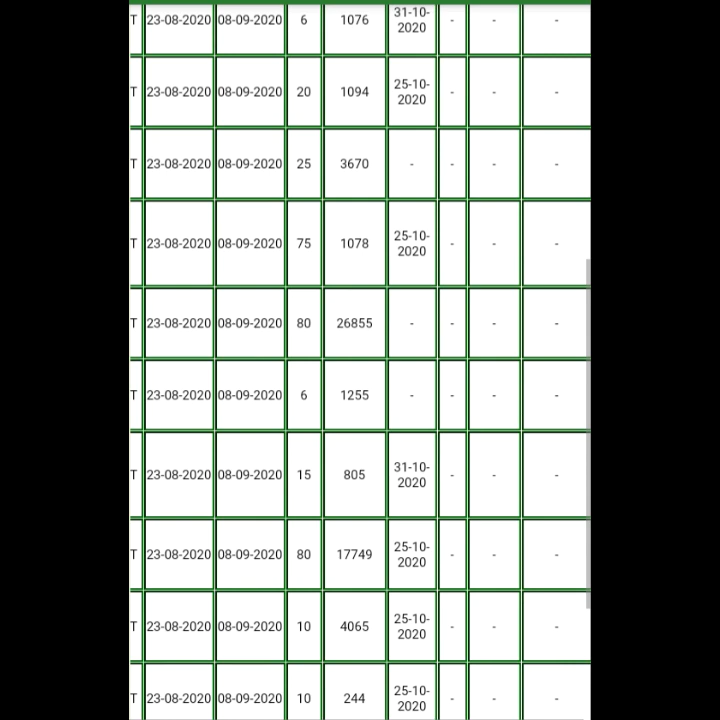 T 23-08-2020 08-09-2020 6 1076 31-10-2020 - - -
T 23-08-2020 08-09-2020 20 1094 25-10-2020 - - -
T 23-08-2020 08-09-2020 25 3670 - - - -
T 23-08-2020 08-09-2020 75 1078 25-10-2020 - - -
T 23-08-2020 08-09-2020 80 26855 - - - -
T 23-08-2020 08-09-2020 6 1255 - - - -
T 23-08-2020 08-09-2020 15 805 31-10-2020 - - -
T 23-08-2020 08-09-2020 80 17749 25-10-2020 - - -
T 23-08-2020 08-09-2020 10 4065 25-10-2020 - - -
T 23-08-2020 08-09-2020 10 244 25-10-2020 - - -